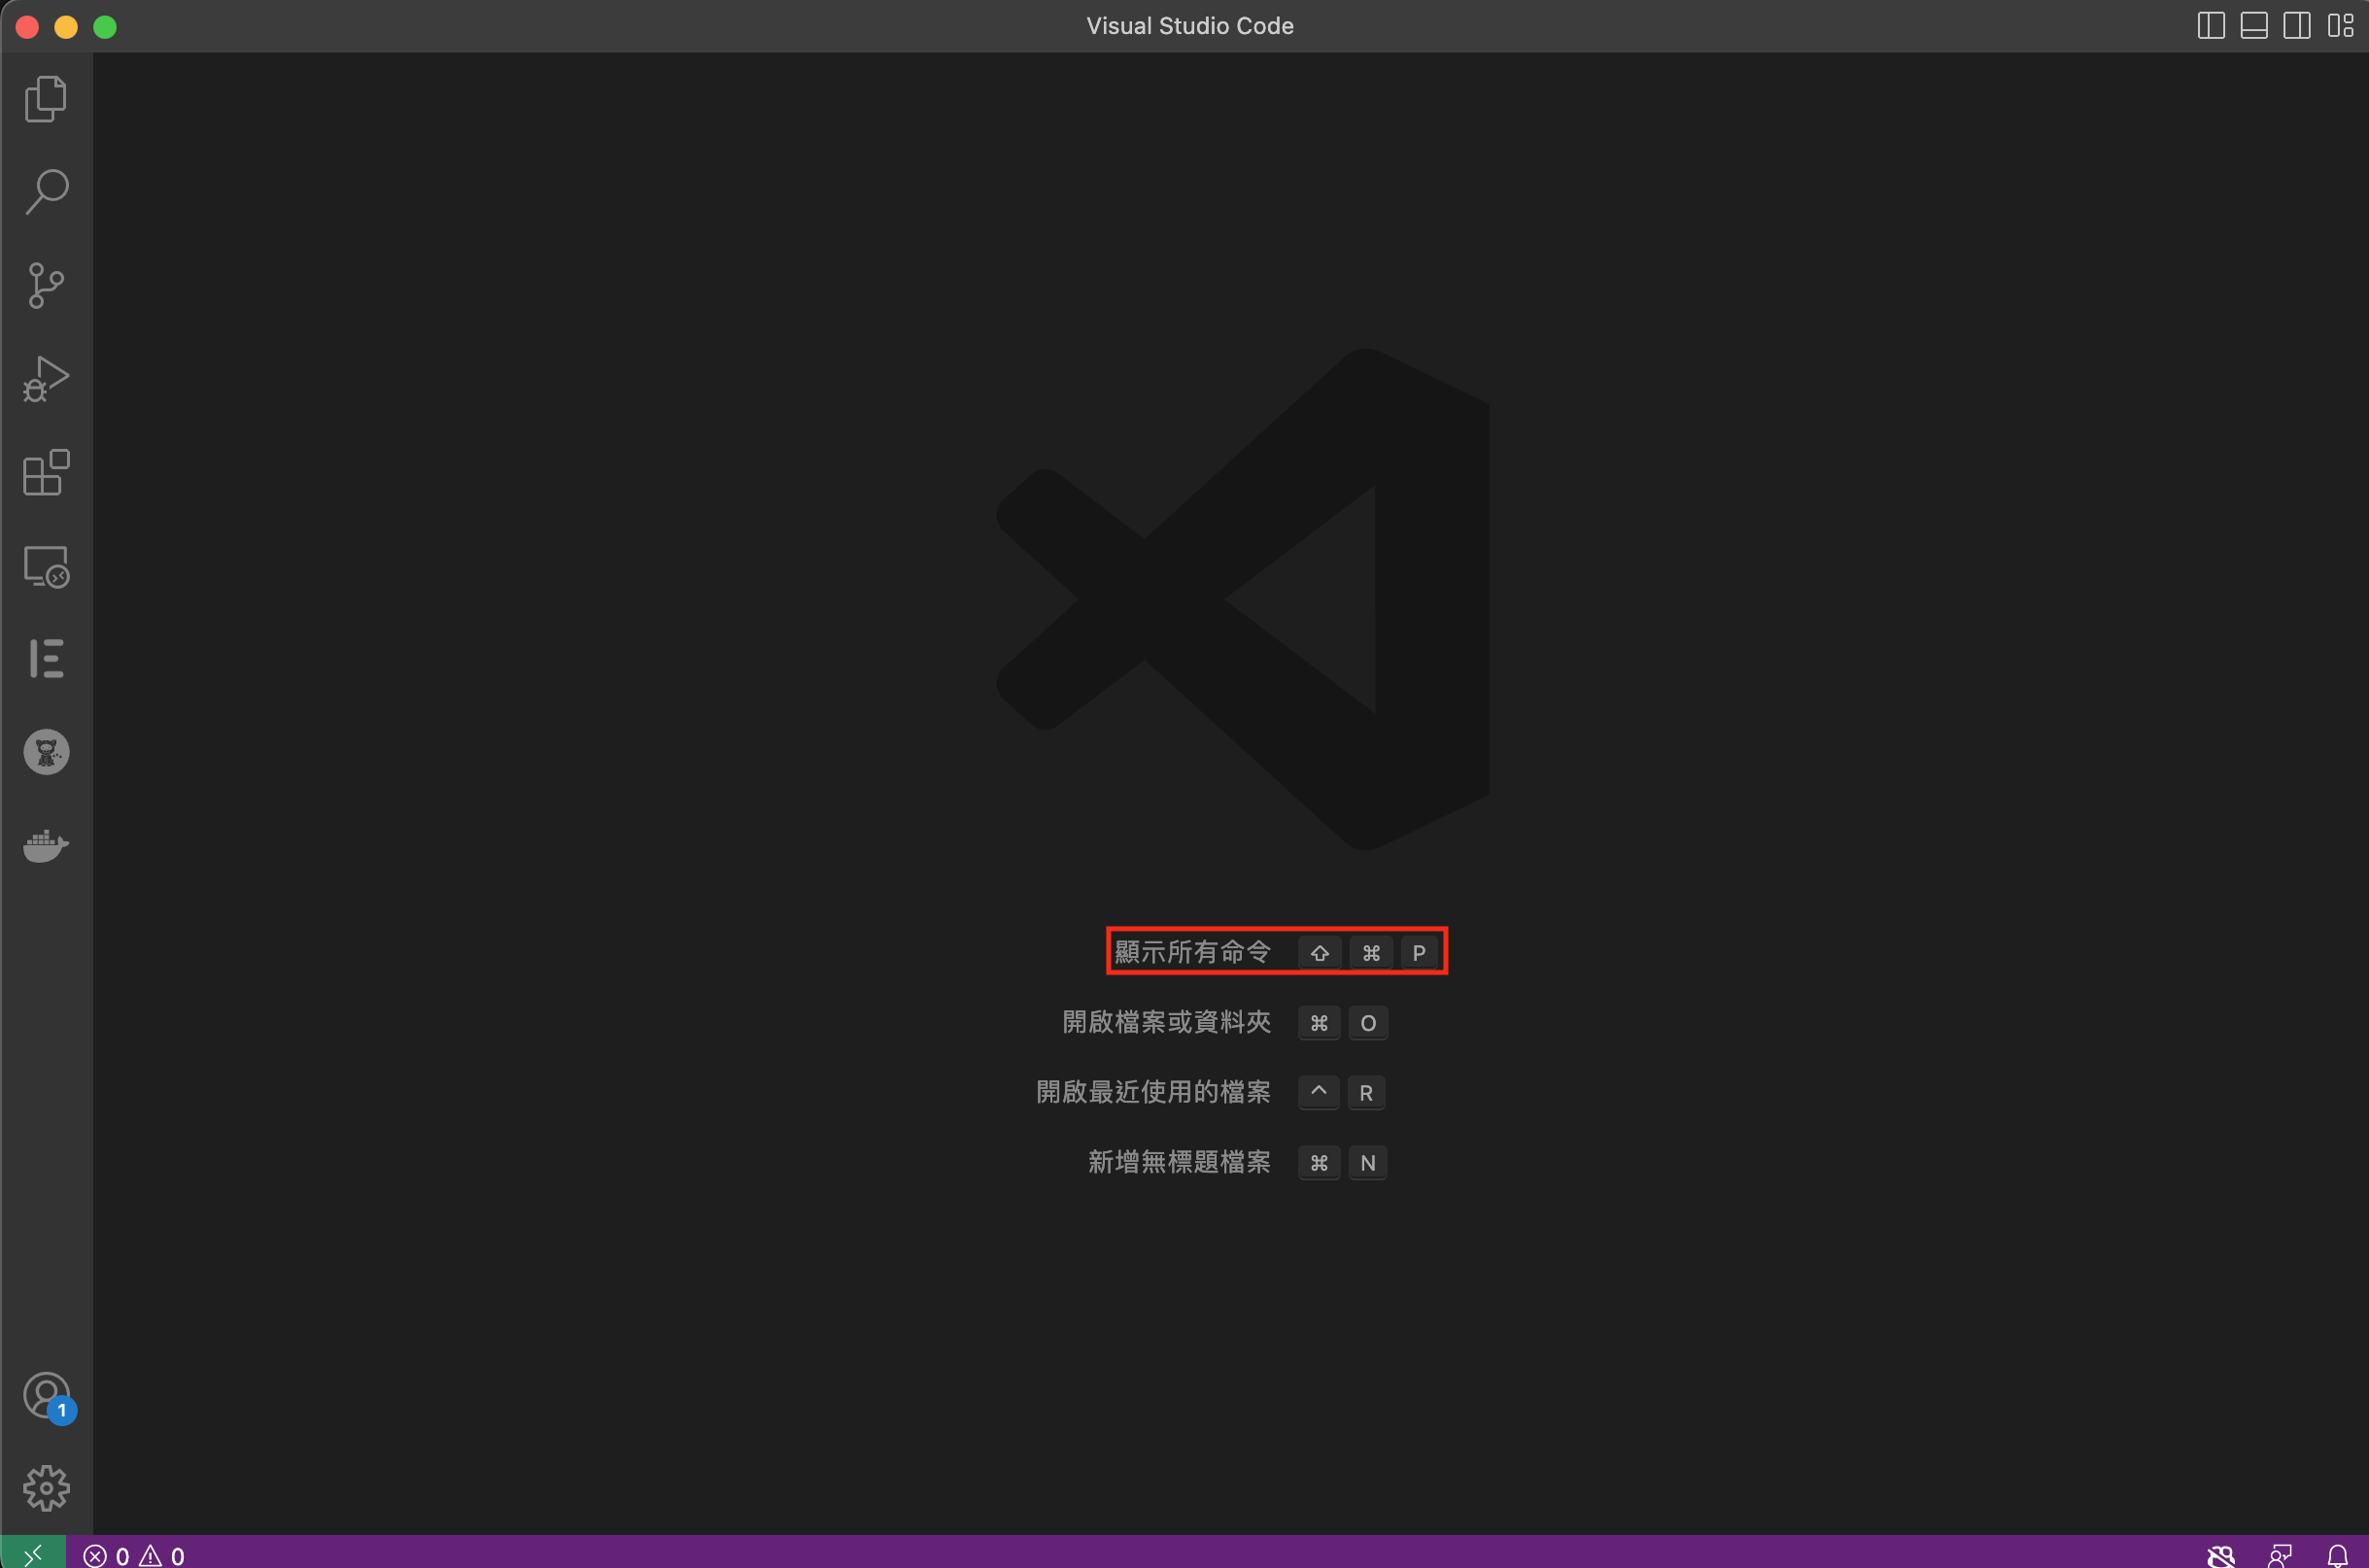 Visual Studio Code
顯示所有命令 ⇧ ⌘ P
開啟檔案或資料夾 ⌘ O
開啟最近使用的檔案 ^ R
新增無標題檔案 ⌘ N
1
0 0